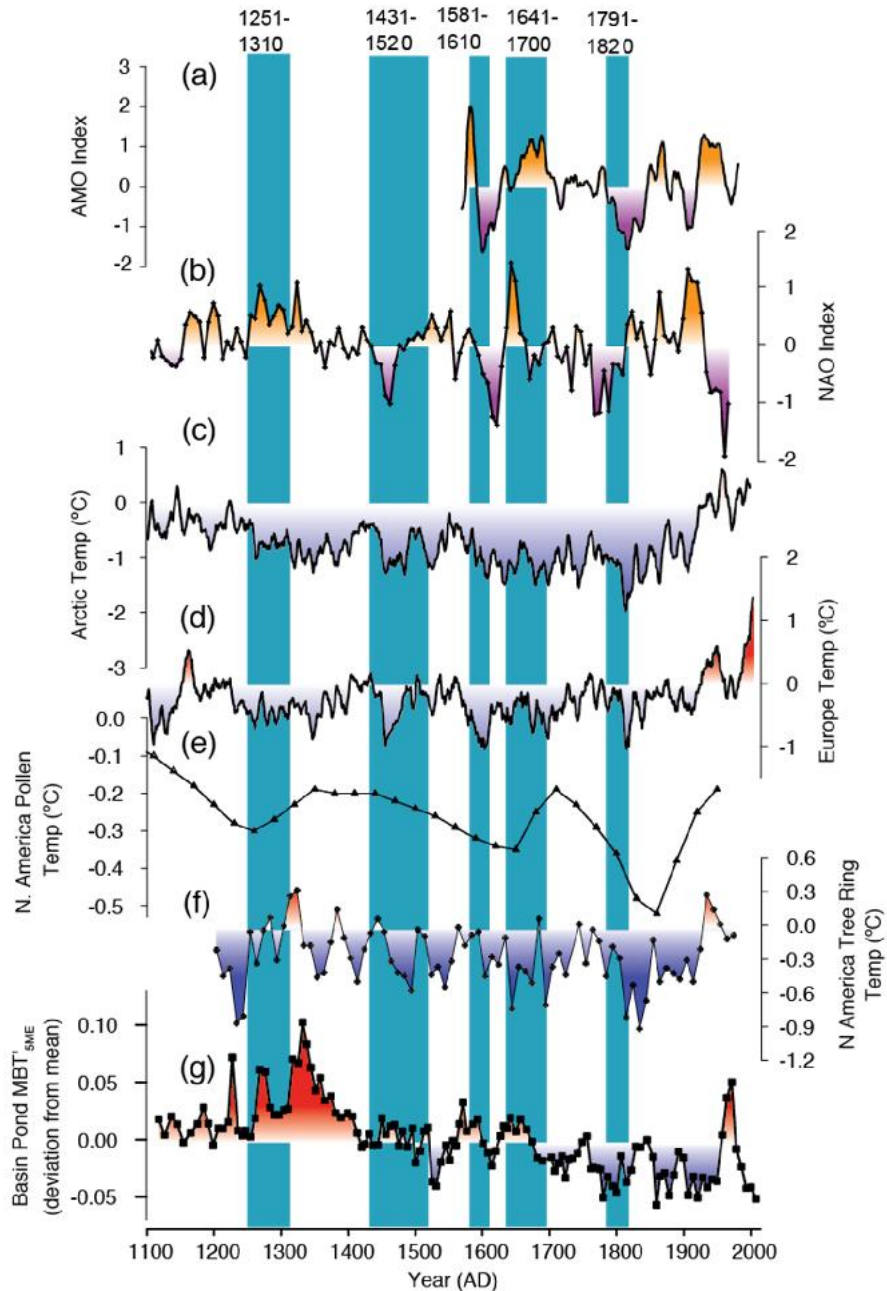 1251-
1310
1431-
1520
1581-
1610
1641-
1700
1791-
1820
(a)
AMO Index
3
2
1
0
-1
-2
(b)
NAO Index
2
1
0
-1
-2
(c)
Arctic Temp (°C)
1
0
-1
-2
-3
(d)
Europe Temp (°C)
2
1
0
-1
(e)
N. America Pollen
Temp (°C)
0.0
-0.1
-0.2
-0.3
-0.4
-0.5
(f)
N America Tree Ring
Temp (°C)
0.6
0.3
0.0
-0.3
-0.6
-0.9
-1.2
(g)
Basin Pond MBT'5ME
(deviation from mean)
0.10
0.05
0.00
-0.05
1100 1200 1300 1400 1500 1600 1700 1800 1900 2000
Year (AD)